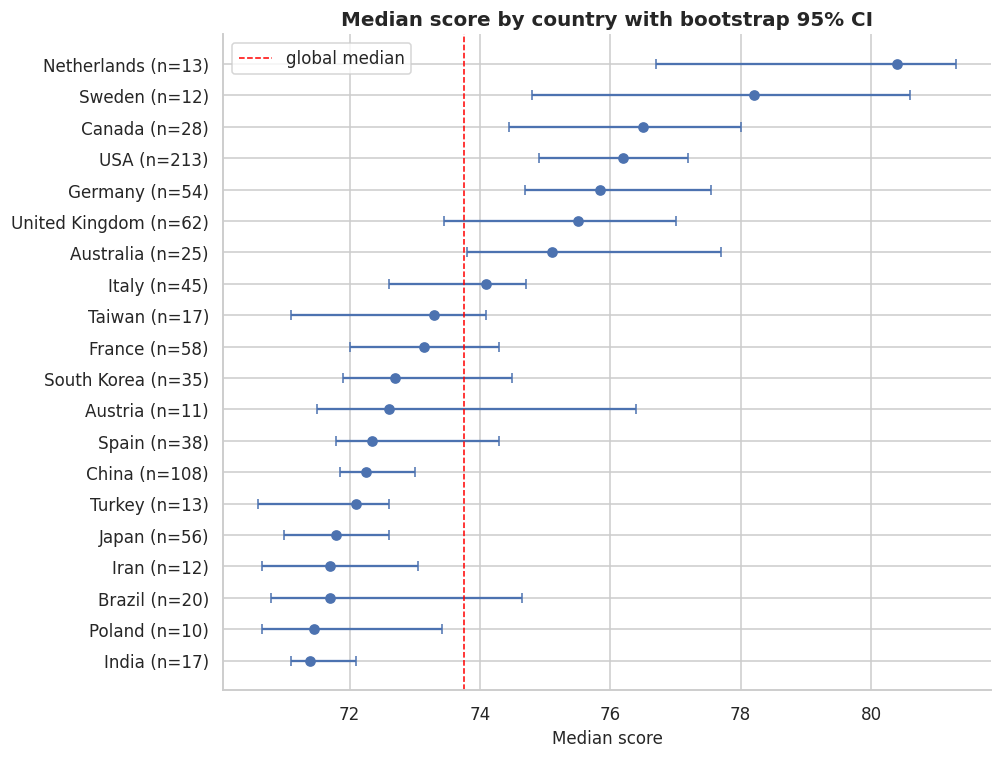 Median score by country with bootstrap 95% CI
global median
Netherlands (n=13)
Sweden (n=12)
Canada (n=28)
USA (n=213)
Germany (n=54)
United Kingdom (n=62)
Australia (n=25)
Italy (n=45)
Taiwan (n=17)
France (n=58)
South Korea (n=35)
Austria (n=11)
Spain (n=38)
China (n=108)
Turkey (n=13)
Japan (n=56)
Iran (n=12)
Brazil (n=20)
Poland (n=10)
India (n=17)
72 74 76 78 80
Median score